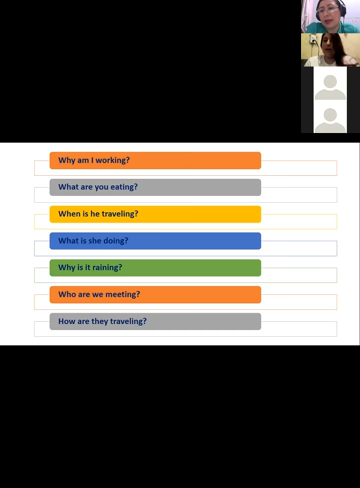 Why am I working?
What are you eating?
When is he traveling?
What is she doing?
Why is it raining?
Who are we meeting?
How are they traveling?